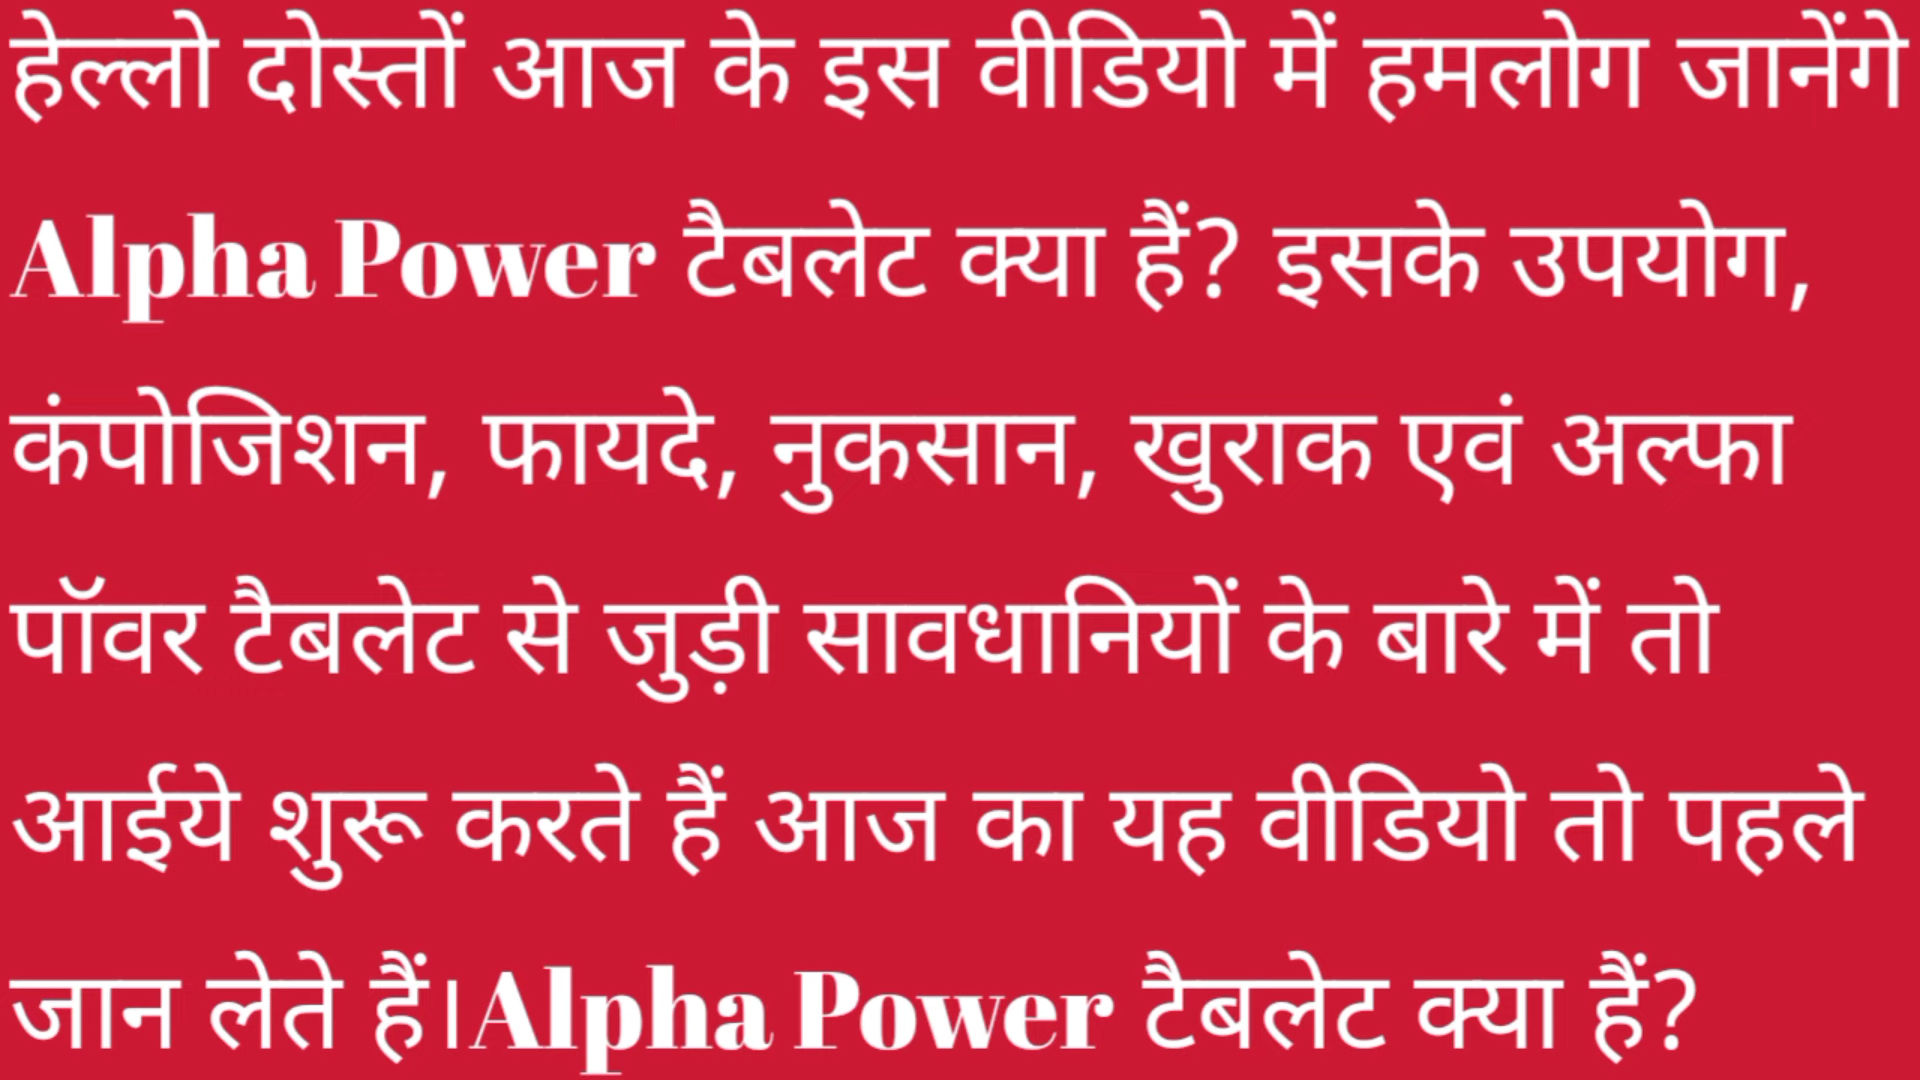 हेल्लो दोस्तों आज के इस वीडियो में हमलोग जानेंगे
Alpha Power टैबलेट क्या हैं? इसके उपयोग,
कंपोजिशन, फायदे, नुकसान, खुराक एवं अल्फा
पॉवर टैबलेट से जुड़ी सावधानियों के बारे में तो
आईये शुरू करते हैं आज का यह वीडियो तो पहले
जान लेते हैं।Alpha Power टैबलेट क्या हैं?